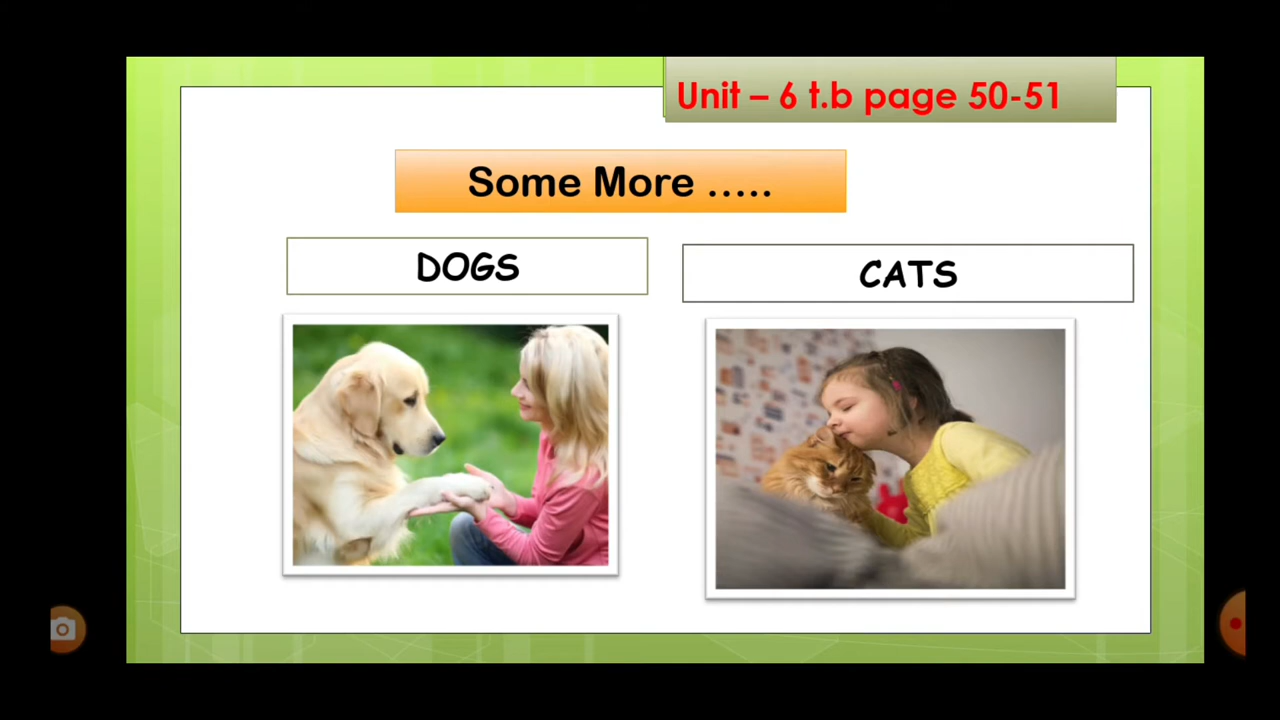 Unit – 6 t.b page 50-51
Some More .....
DOGS
CATS